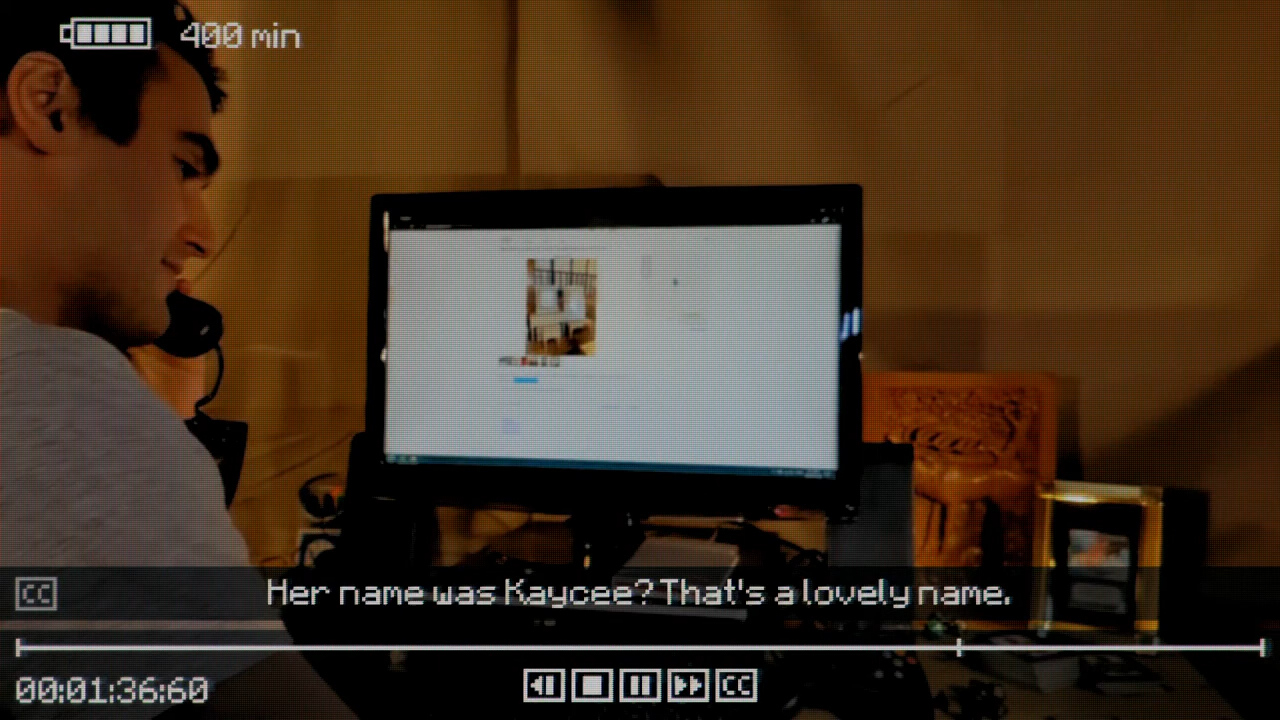 400 min
CC
Her name was Kaycee? That's a lovely name.
00:01:36:60
CC